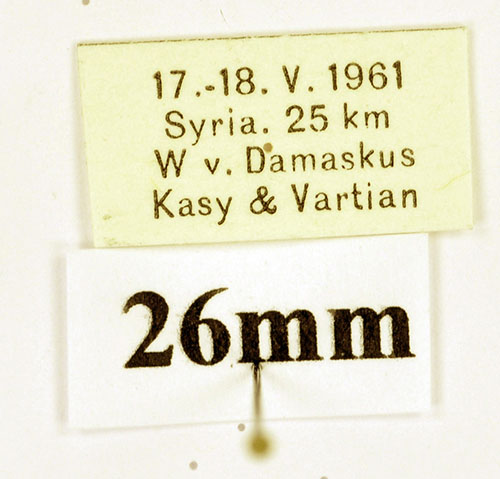 17.-18. V. 1961
Syria. 25 km
W v. Damaskus
Kasy & Vartian
26mm